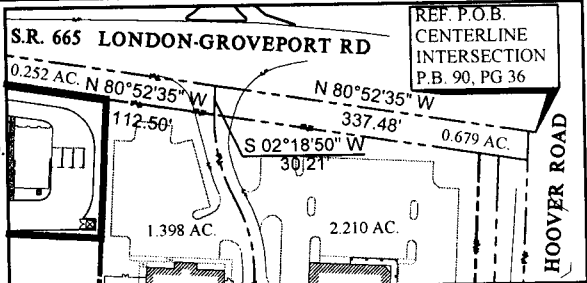 REF. P.O.B.
CENTERLINE
INTERSECTION
P.B. 90, PG 36
S.R. 665 LONDON-GROVEPORT RD
0.252 AC.
N 80°52'35" W
112.50'
N 80°52'35" W
337.48'
0.679 AC.
S 02°18'50" W
30.21'
1.398 AC.
2.210 AC.
HOOVER ROAD